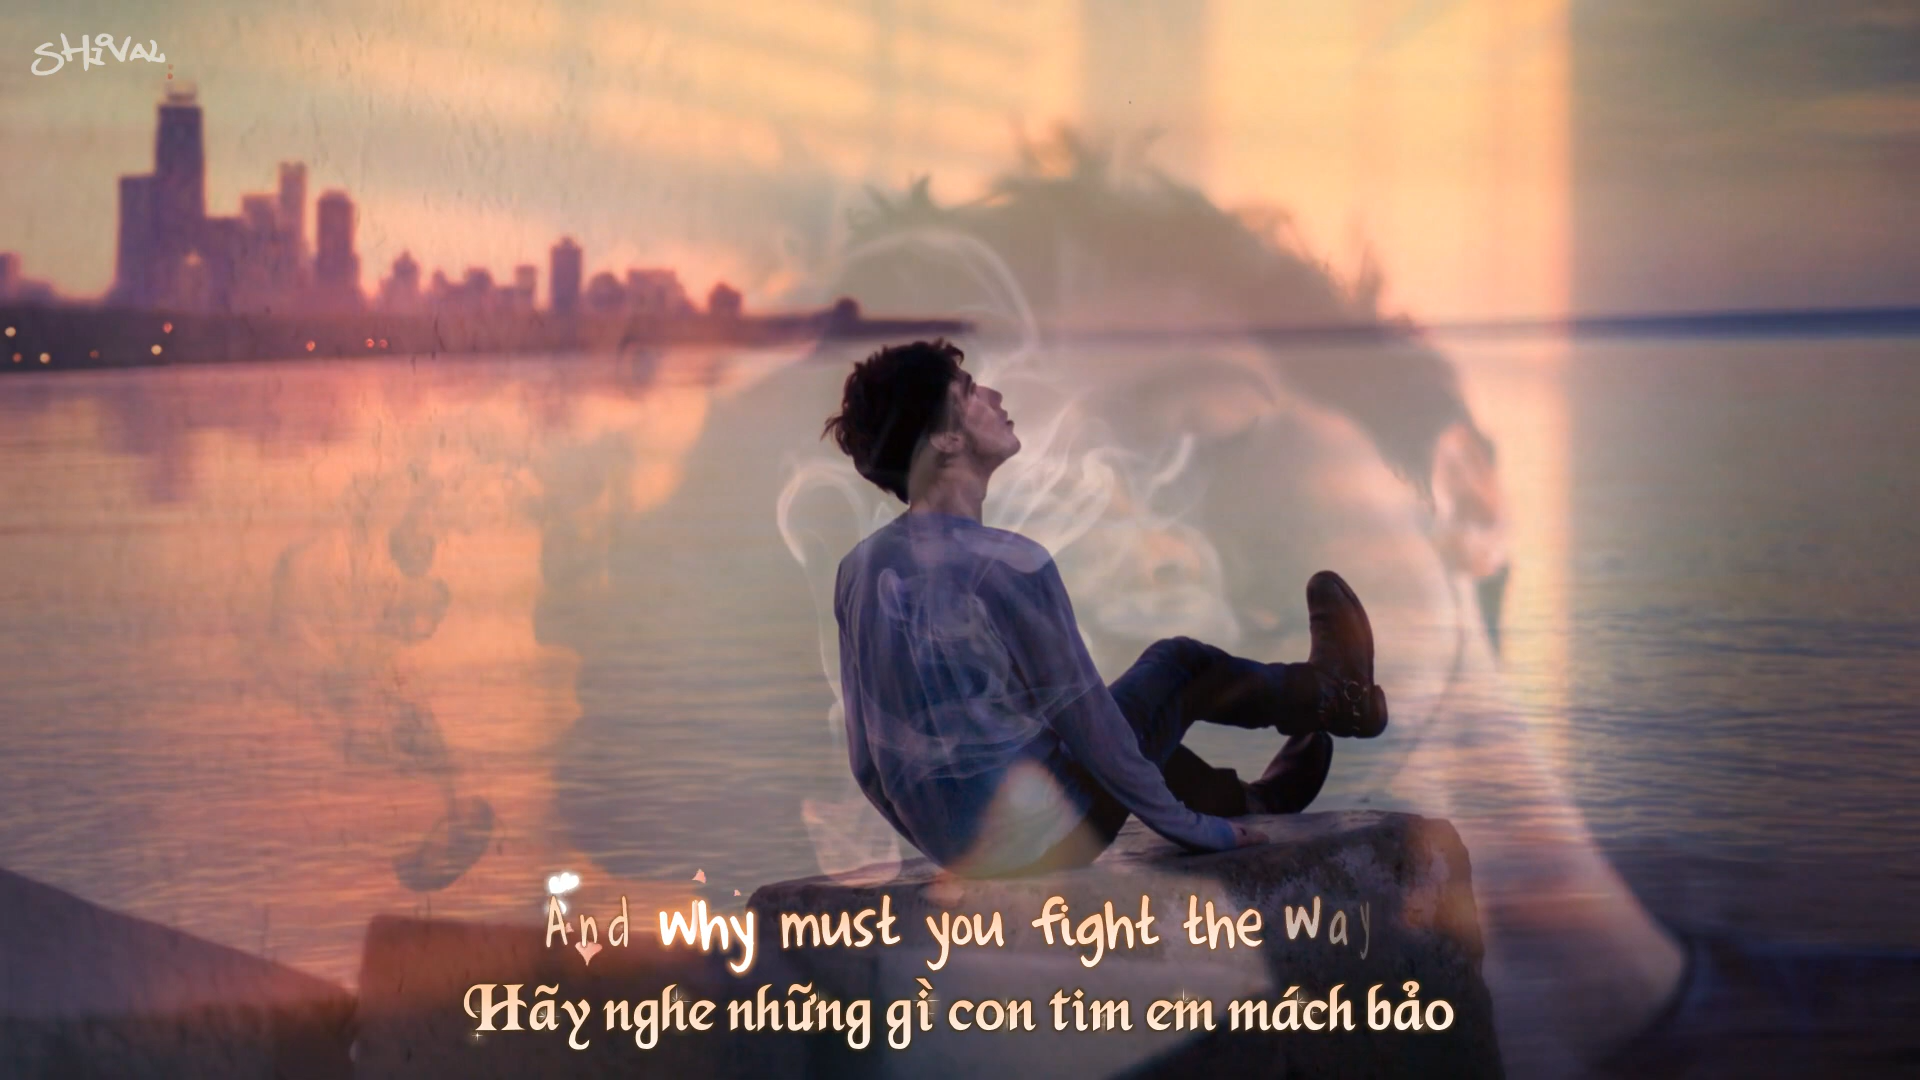 SHiVAL
And why must you fight the way
Hãy nghe những gì con tim em mách bảo